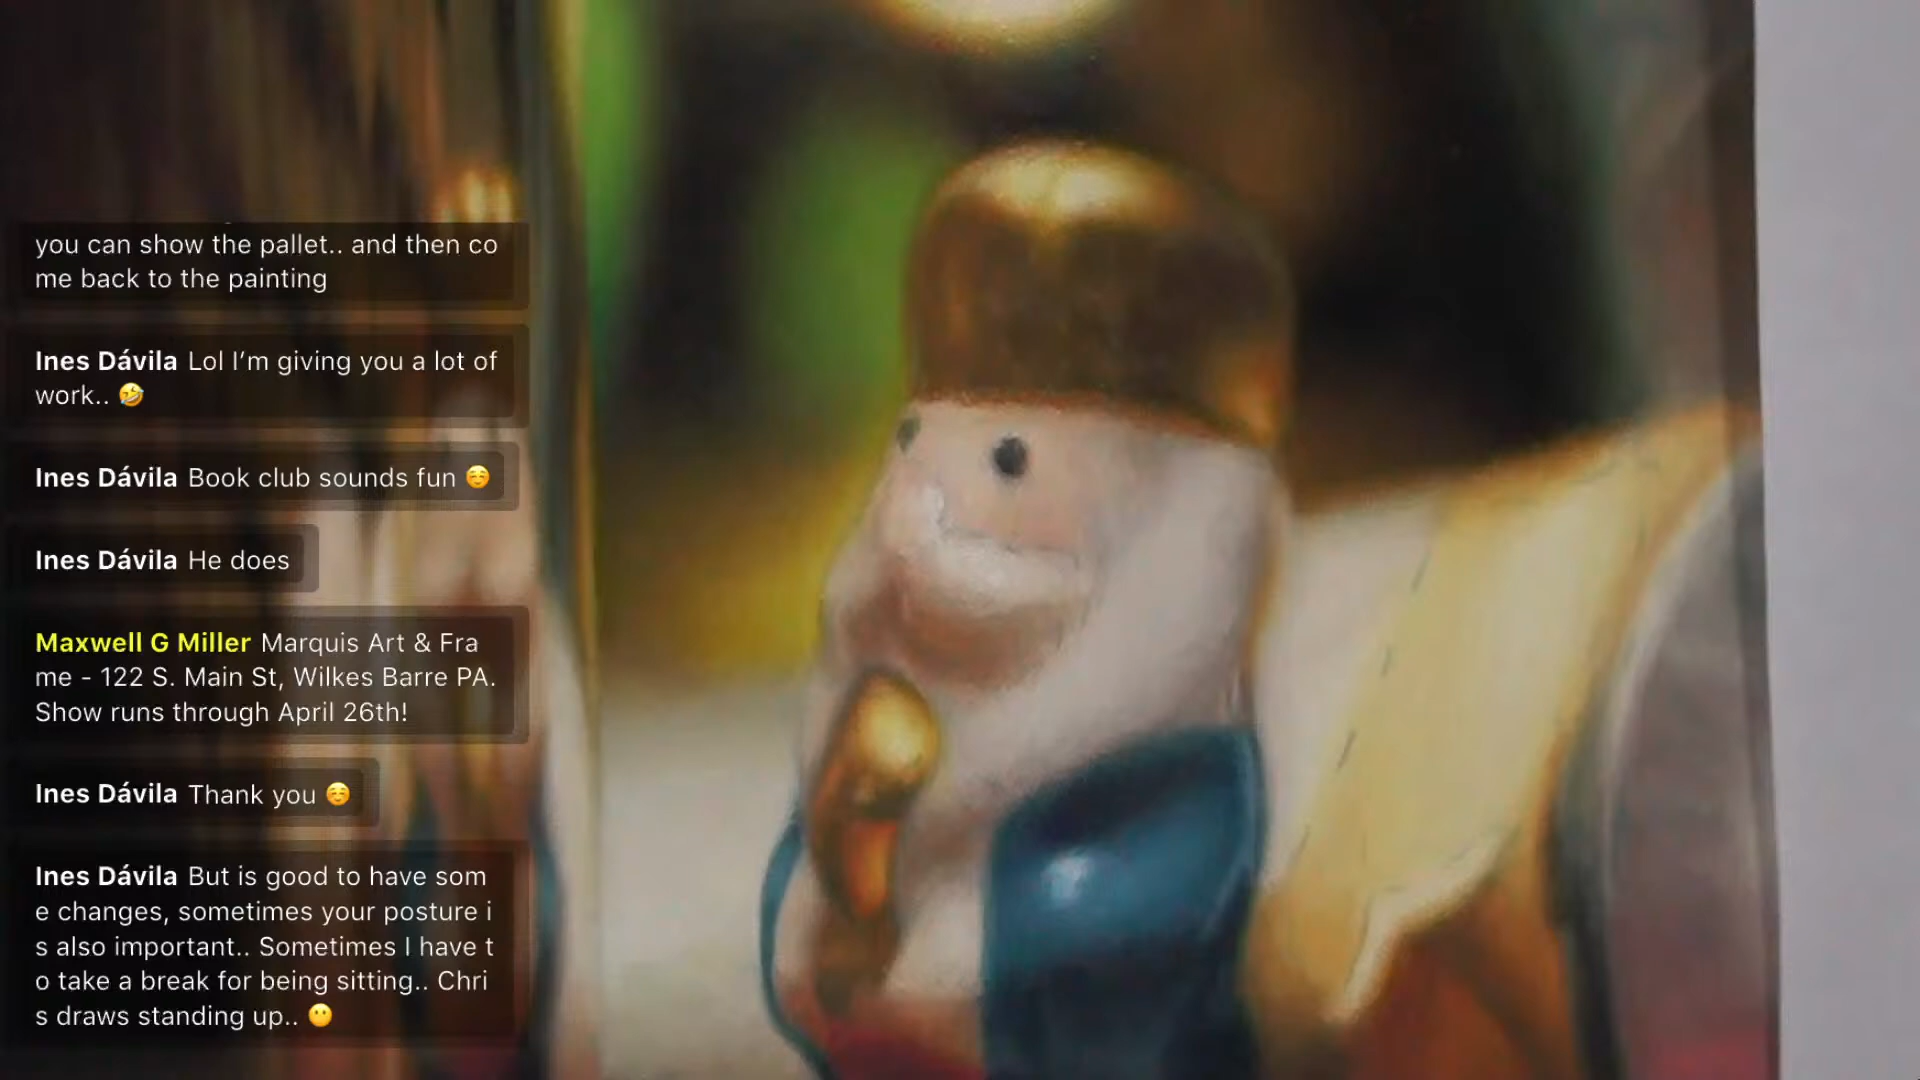 you can show the pallet.. and then co
me back to the painting
Ines Dávila Lol I'm giving you a lot of
work.. 🤣
Ines Dávila Book club sounds fun ☺️
Ines Dávila He does
Maxwell G Miller Marquis Art & Fra
me - 122 S. Main St, Wilkes Barre PA.
Show runs through April 26th!
Ines Dávila Thank you ☺️
Ines Dávila But is good to have som
e changes, sometimes your posture i
s also important.. Sometimes I have t
o take a break for being sitting.. Chri
s draws standing up.. 😶